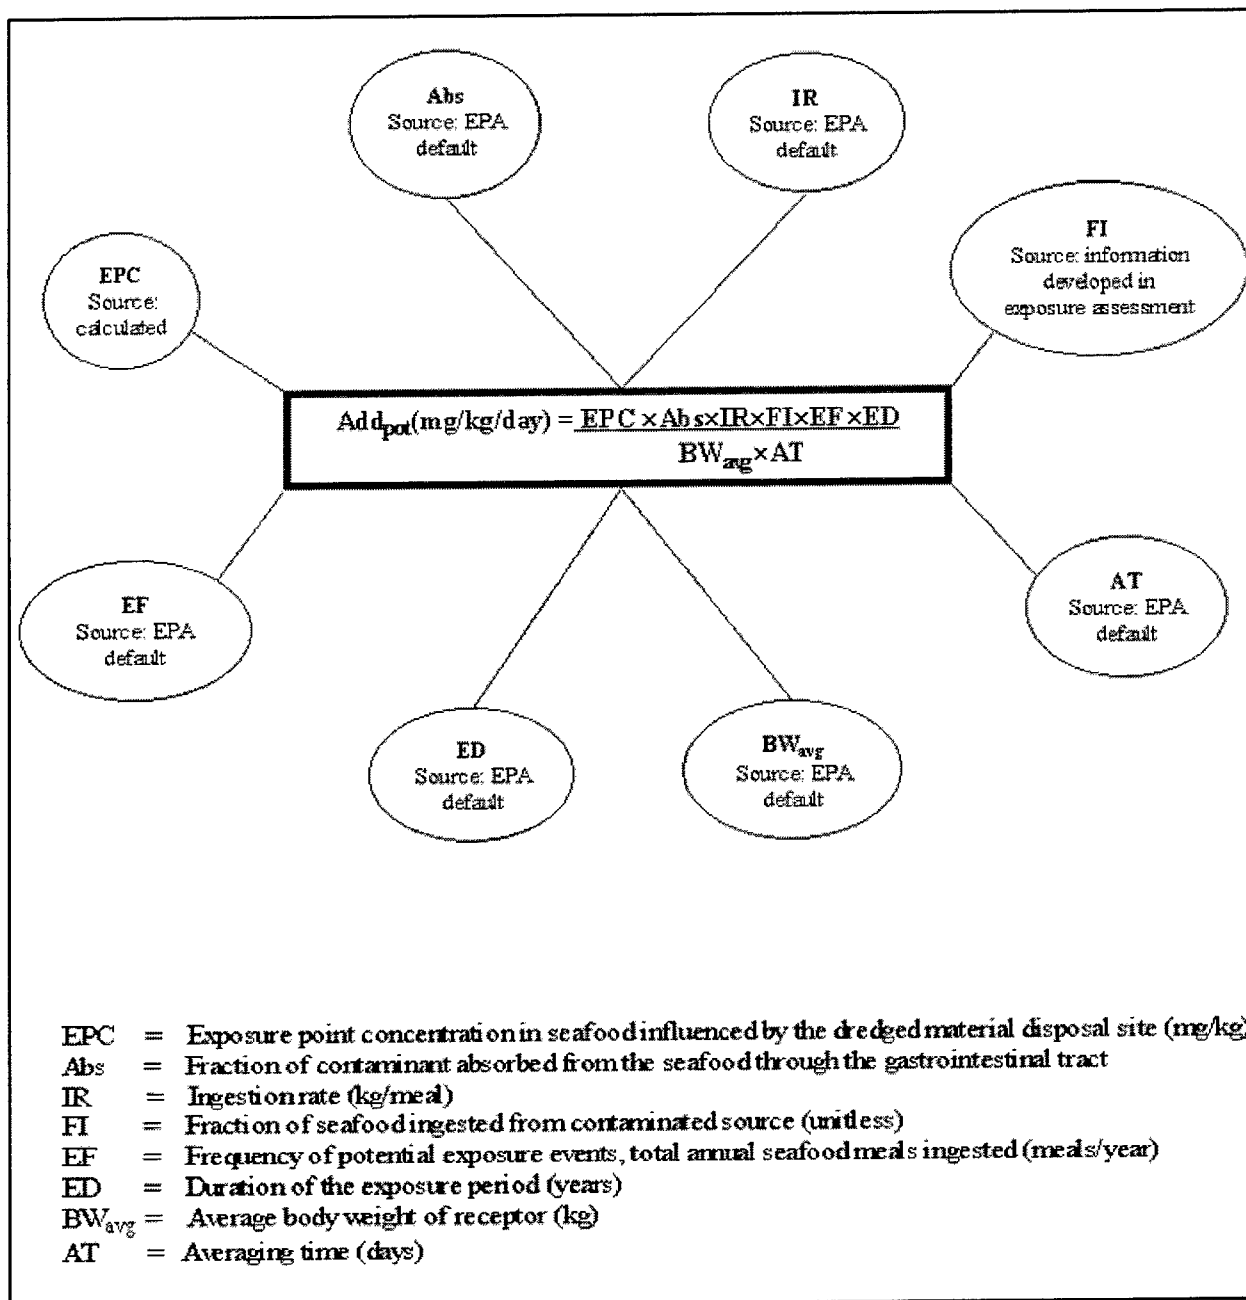 Abs
Source: EPA
default
IR
Source: EPA
default
FI
Source: information
developed in
exposure assessment
EPC
Source:
calculated
Add_pot(mg/kg/day) = EPC × Abs×IR×FI×EF×ED
BW_avg×AT
EF
Source: EPA
default
AT
Source: EPA
default
ED
Source: EPA
default
BW_avg
Source: EPA
default
EPC = Exposure point concentration in seafood influenced by the dredged material disposal site (mg/kg)
Abs = Fraction of contaminant absorbed from the seafood through the gastrointestinal tract
IR = Ingestion rate (kg/meal)
FI = Fraction of seafood ingested from contaminated source (unitless)
EF = Frequency of potential exposure events, total annual seafood meals ingested (meals/year)
ED = Duration of the exposure period (years)
BW_avg = Average body weight of receptor (kg)
AT = Averaging time (days)